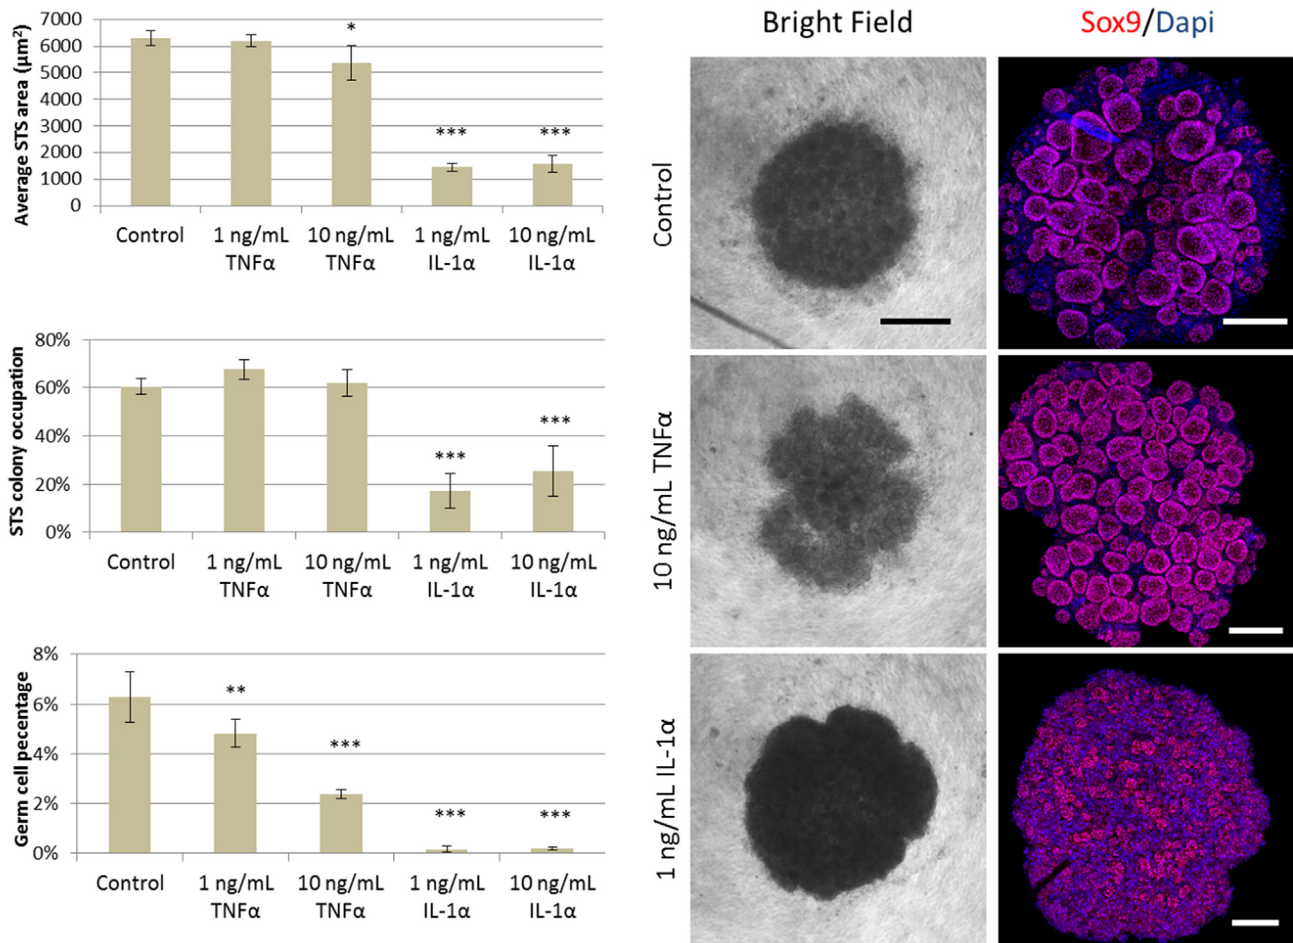 Average STS area (µm²)
7000
6000
5000
4000
3000
2000
1000
0
*
***
***
Control
1 ng/mL
TNFα
10 ng/mL
TNFα
1 ng/mL
IL-1α
10 ng/mL
IL-1α
STS colony occupation
80%
60%
40%
20%
0%
***
***
Control
1 ng/mL
TNFα
10 ng/mL
TNFα
1 ng/mL
IL-1α
10 ng/mL
IL-1α
Germ cell pecentage
8%
6%
4%
2%
0%
**
***
***
***
Control
1 ng/mL
TNFα
10 ng/mL
TNFα
1 ng/mL
IL-1α
10 ng/mL
IL-1α
Bright Field
Sox9/Dapi
Control
10 ng/mL TNFα
1 ng/mL IL-1α